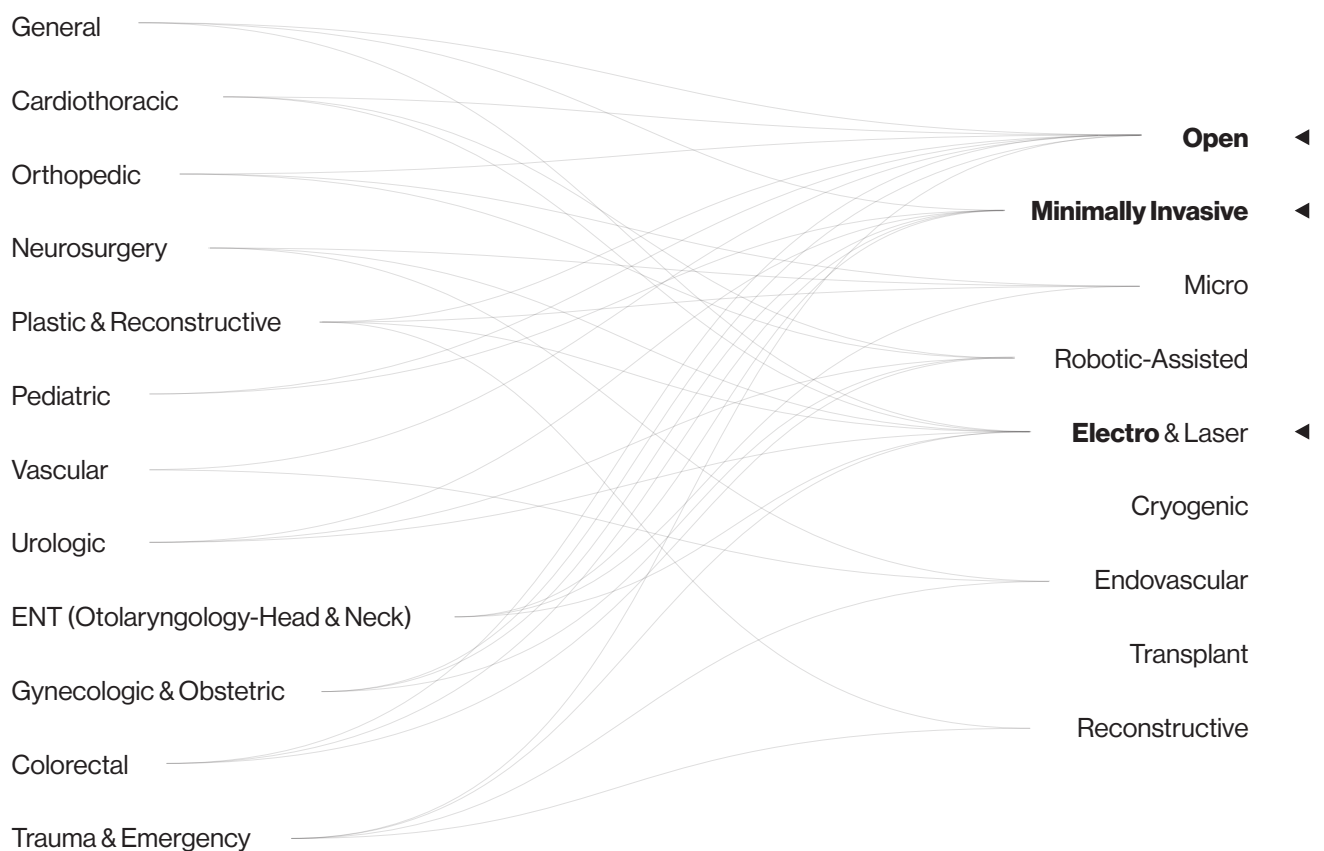 General
Cardiothoracic
Orthopedic
Neurosurgery
Plastic & Reconstructive
Pediatric
Vascular
Urologic
ENT (Otolaryngology-Head & Neck)
Gynecologic & Obstetric
Colorectal
Trauma & Emergency
Open
Minimally Invasive
Micro
Robotic-Assisted
Electro & Laser
Cryogenic
Endovascular
Transplant
Reconstructive